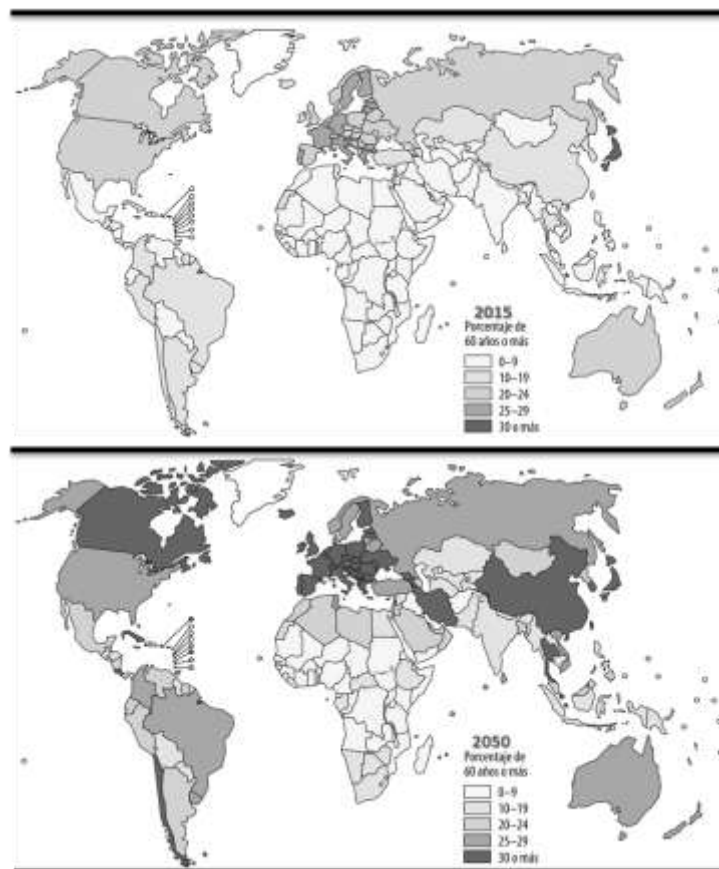 2015
Porcentaje de
60 años o más
0–9
10–19
20–24
25–29
30 o más
2050
Porcentaje de
60 años o más
0–9
10–19
20–24
25–29
30 o más